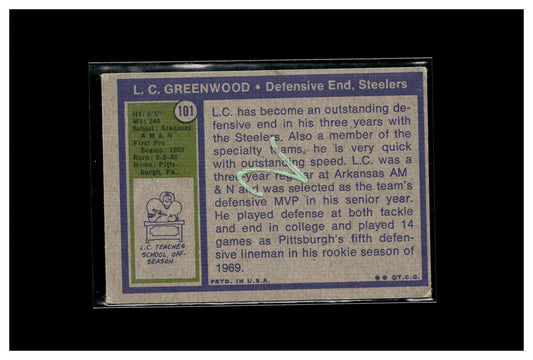 L. C. GREENWOOD • Defensive End, Steelers
101
Ht: 6'5"
Wt: 240
School: Arkansas
A M & N
First Pro
Season: 1969
Born: 9-8-46
Home: Pitts-
burgh, Pa.
L.C. TEACHES
SCHOOL, OFF-
SEASON.
L.C. has become an outstanding de-
fensive end in his three years with
the Steelers. Also a member of the
specialty teams, he is very quick
with outstanding speed. L.C. was a
three-year regular at Arkansas AM
& N and was selected as the team's
defensive MVP in his senior year.
He played defense at both tackle
and end in college and played 14
games as Pittsburgh's fifth defen-
sive lineman in his rookie season of
1969.
PRTD. IN U.S.A.
** ©T.C.G.